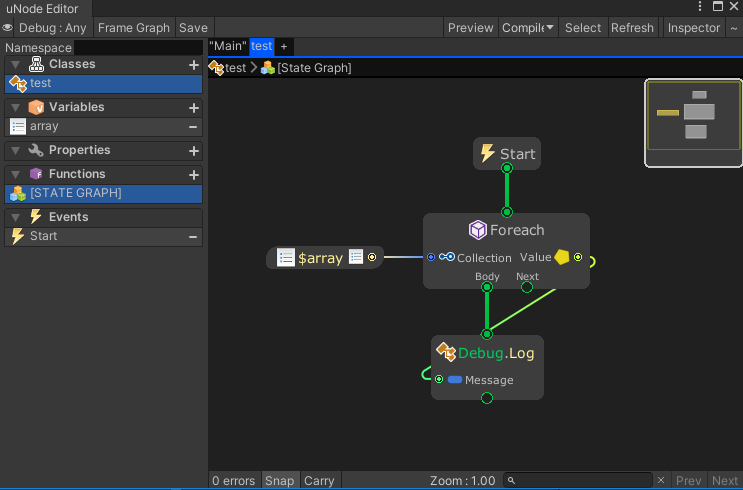 uNode Editor
Debug : Any Frame Graph Save Preview Compile Select Refresh Inspector ~
Namespace
Classes +
test
Variables +
array −
Properties +
Functions +
[STATE GRAPH]
Events
Start −
"Main" test +
test [State Graph]
Start
Foreach
$array
Collection Value
Body Next
Debug.Log
Message
0 errors Snap Carry Zoom : 1.00 Prev Next